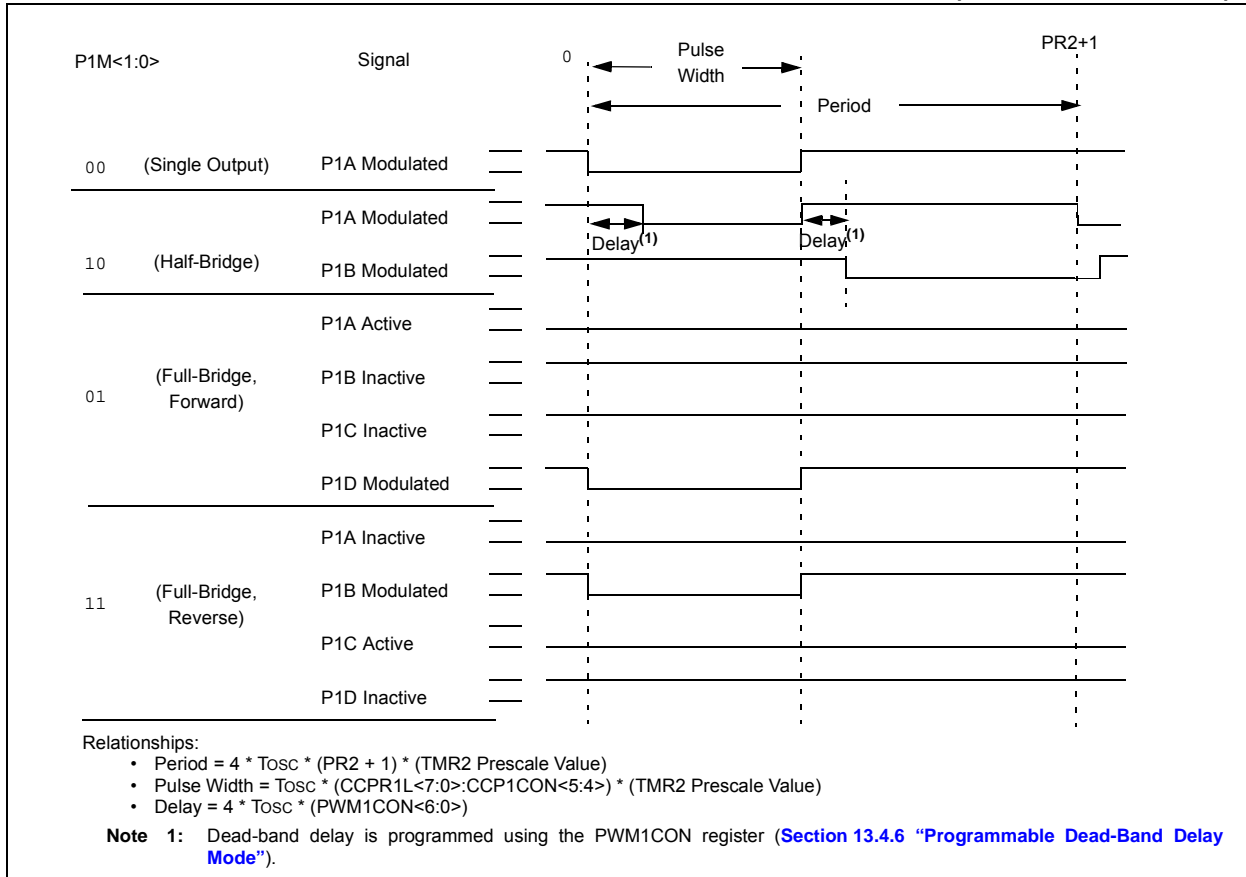 P1M<1:0> Signal 0 Pulse Width PR2+1
Period
00 (Single Output) P1A Modulated
P1A Modulated
Delay(1) Delay(1)
10 (Half-Bridge) P1B Modulated
P1A Active
01 (Full-Bridge, Forward) P1B Inactive
P1C Inactive
P1D Modulated
P1A Inactive
11 (Full-Bridge, Reverse) P1B Modulated
P1C Active
P1D Inactive
Relationships:
• Period = 4 * TOSC * (PR2 + 1) * (TMR2 Prescale Value)
• Pulse Width = TOSC * (CCPR1L<7:0>:CCP1CON<5:4>) * (TMR2 Prescale Value)
• Delay = 4 * TOSC * (PWM1CON<6:0>)
Note 1: Dead-band delay is programmed using the PWM1CON register (Section 13.4.6 “Programmable Dead-Band Delay
Mode”).